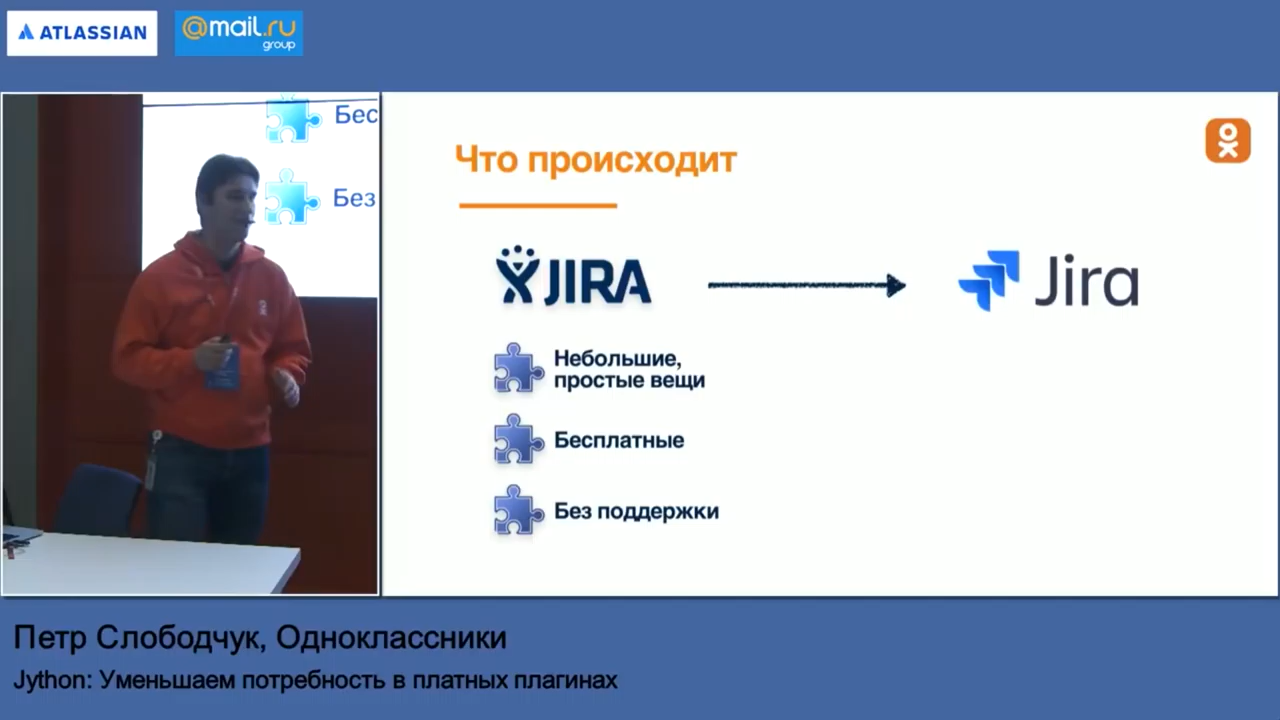 ATLASSIAN
@mail.ru
group
Бес
Без
Что происходит
JIRA
Jira
Небольшие,
простые вещи
Бесплатные
Без поддержки
Петр Слободчук, Одноклассники
Jython: Уменьшаем потребность в платных плагинах